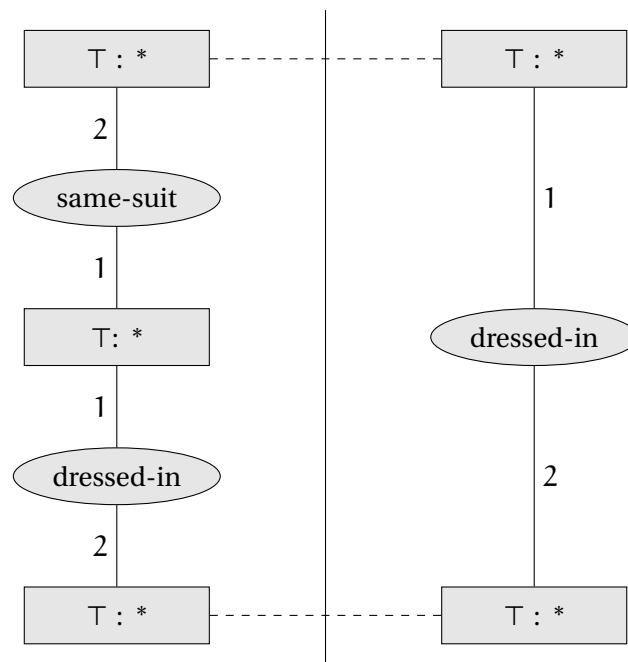 ⊤ : * ⊤ : *
2
same-suit 1
1
⊤: * dressed-in
1
dressed-in 2
2
⊤ : * ⊤ : *